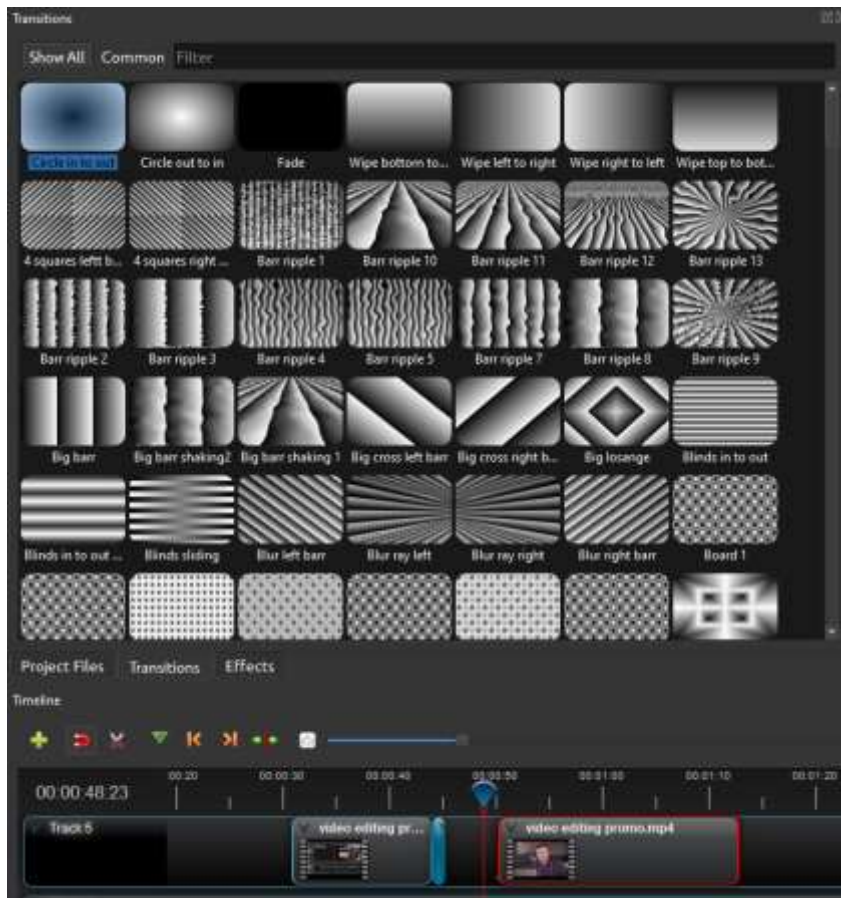 Transitions
Show All Common Filter
Circle in to out Circle out to in Fade Wipe bottom to... Wipe left to right Wipe right to left Wipe top to bot...
4 squares leftt b... 4 squares right ... Barr ripple 1 Barr ripple 10 Barr ripple 11 Barr ripple 12 Barr ripple 13
Barr ripple 2 Barr ripple 3 Barr ripple 4 Barr ripple 5 Barr ripple 7 Barr ripple 8 Barr ripple 9
Big barr Big barr shaking2 Big barr shaking 1 Big cross left barr Big cross right b... Big losange Blinds in to out
Blinds in to out ... Blinds sliding Blur left barr Blur ray left Blur ray right Blur right barr Board 1
Project Files Transitions Effects
Timeline
00:20 00:00:30 00:00:40 00:00:50 00:01:00 00:01:10 00:01:20
00:00:48:23
Track 5 video editing pr... video editing promo.mp4